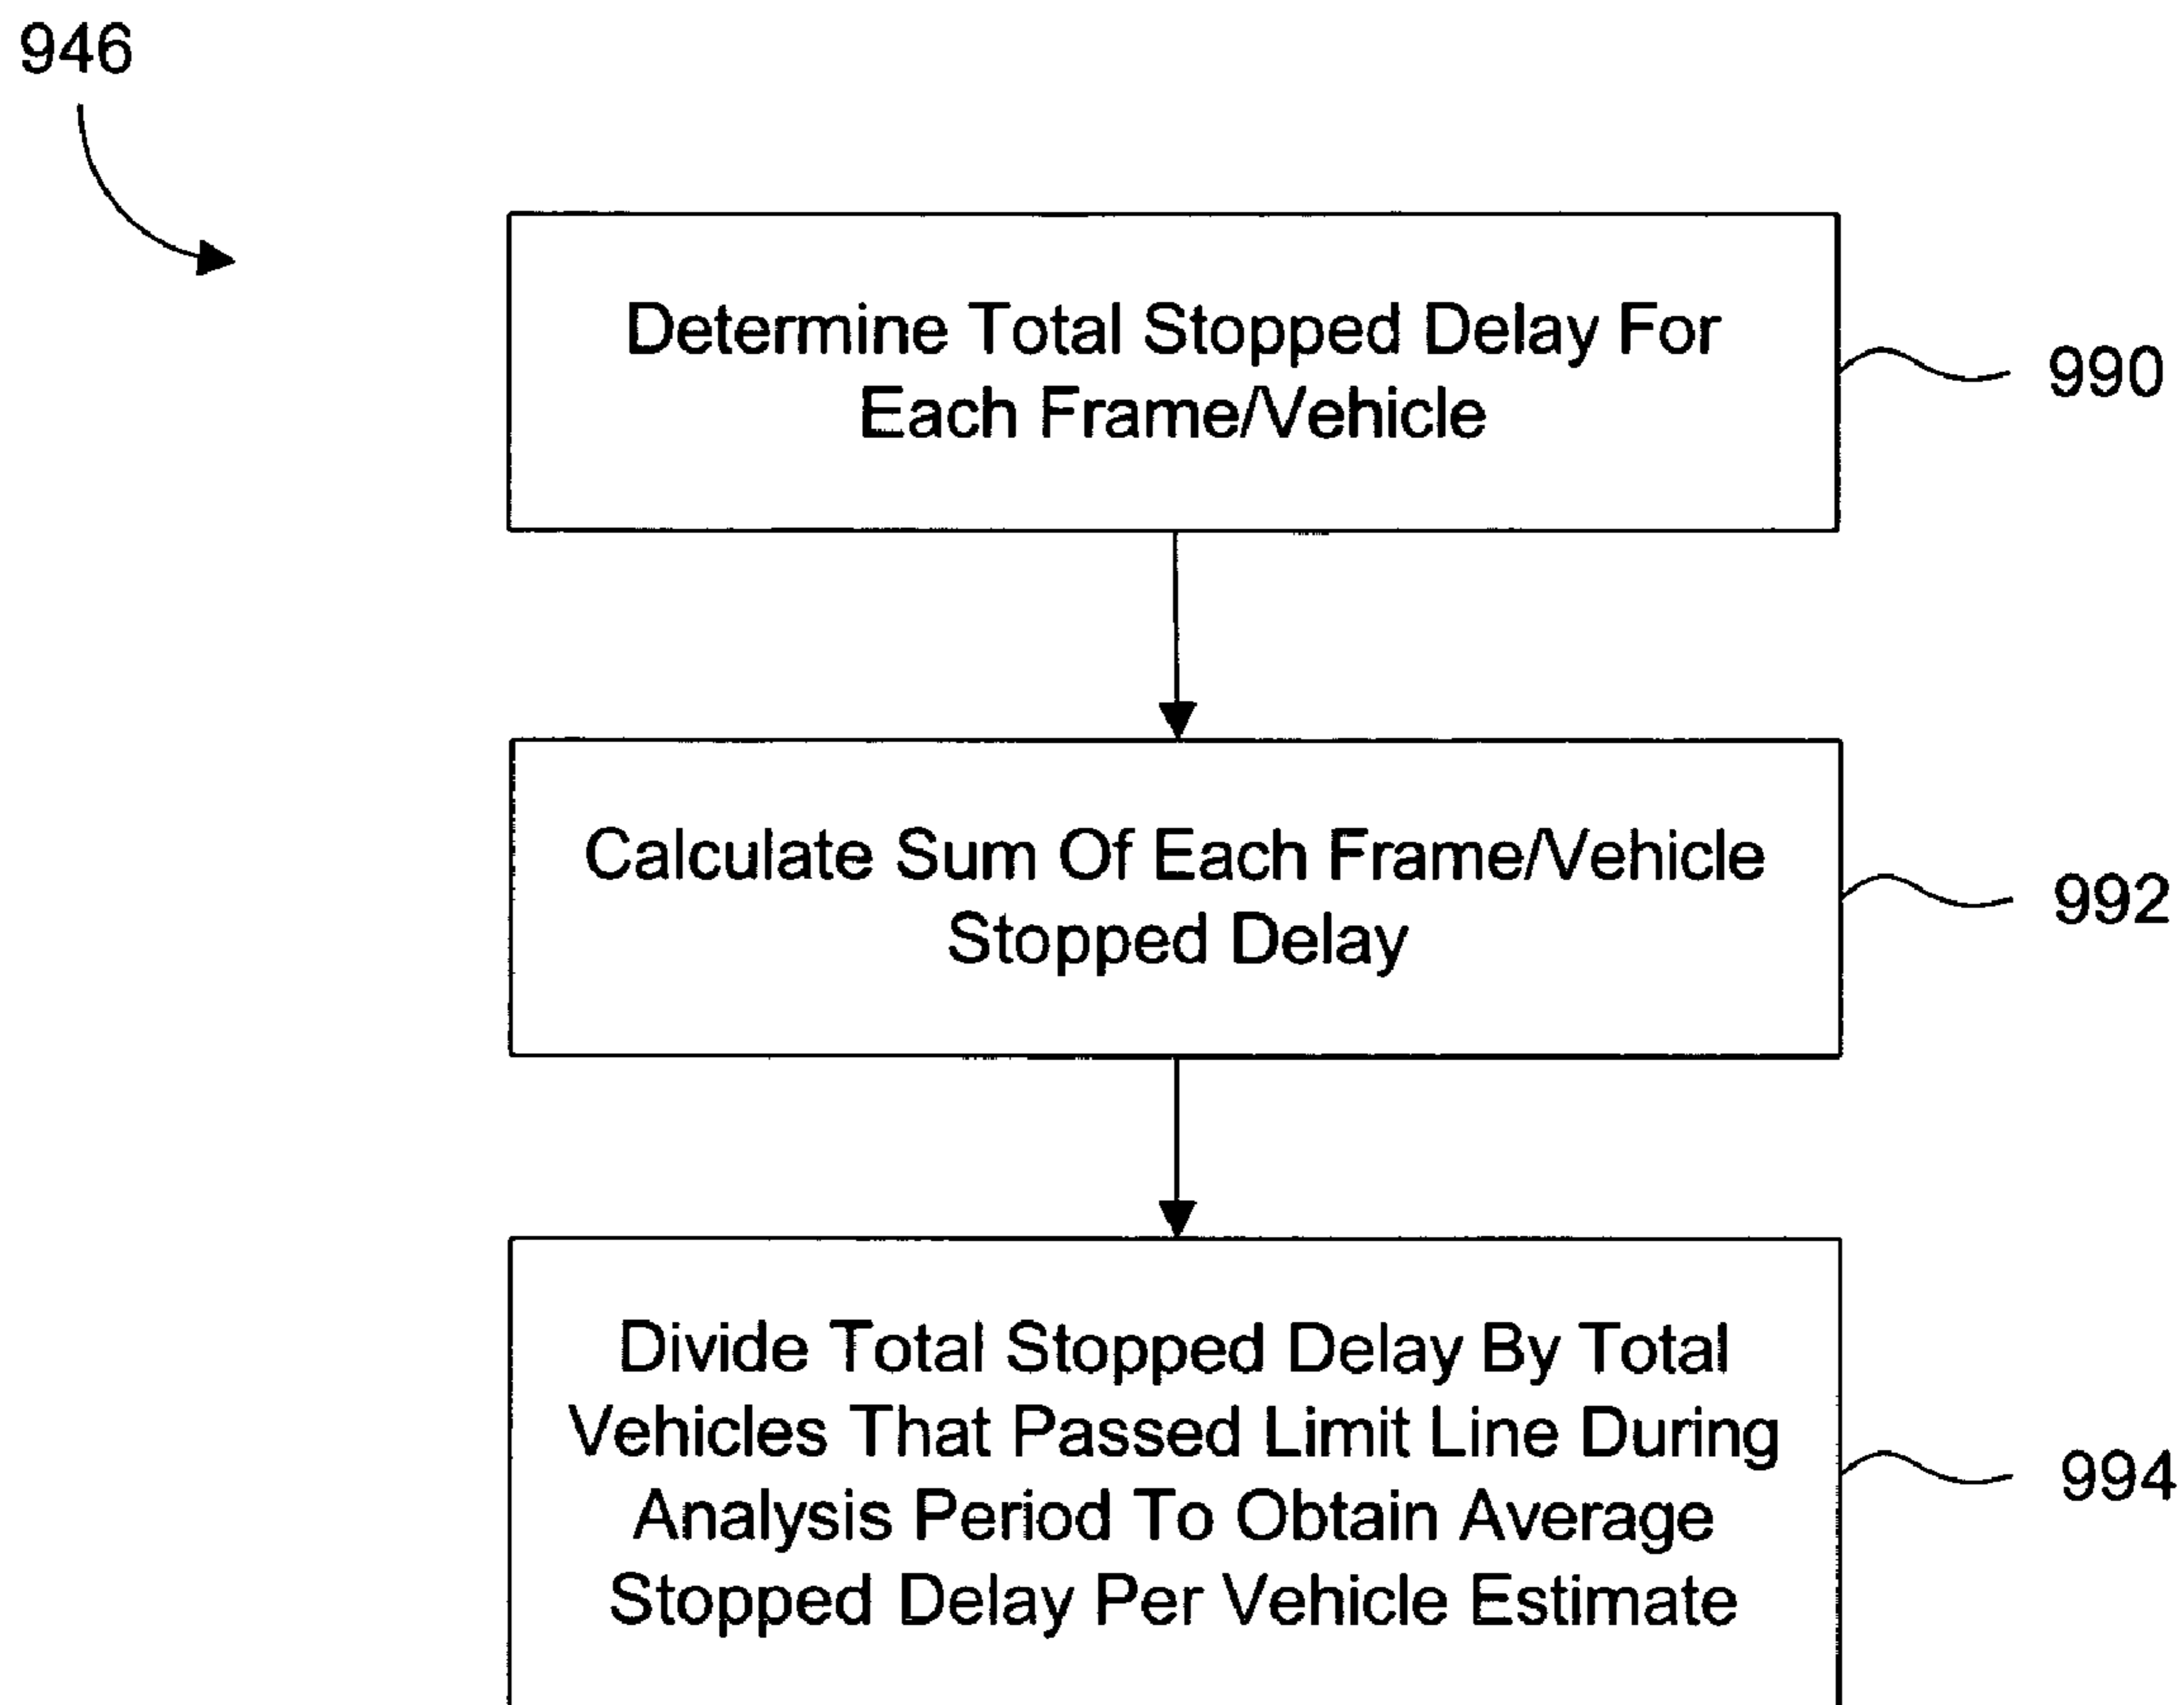 946
Determine Total Stopped Delay For
Each Frame/Vehicle
990
Calculate Sum Of Each Frame/Vehicle
Stopped Delay
992
Divide Total Stopped Delay By Total
Vehicles That Passed Limit Line During
Analysis Period To Obtain Average
Stopped Delay Per Vehicle Estimate
994